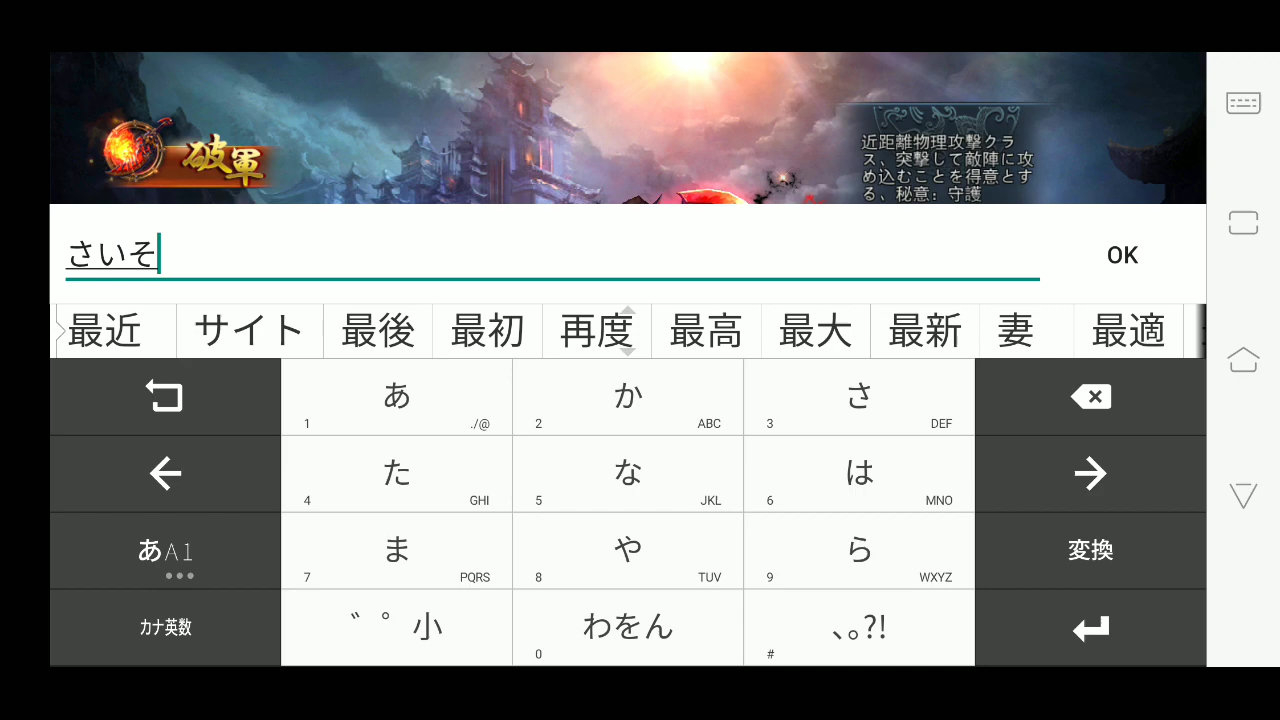 破軍
近距離物理攻撃クラ
ス、突撃して敵陣に攻
め込むことを得意とす
る、秘意：守護
さいそ
OK
最近 サイト 最後 最初 再度 最高 最大 最新 妻 最適
あ 1 ./@ か 2 ABC さ 3 DEF
た 4 GHI な 5 JKL は 6 MNO
あA1 ま 7 PQRS や 8 TUV ら 9 WXYZ 変換
カナ英数 ゛゜小 わをん 0 、。?! #